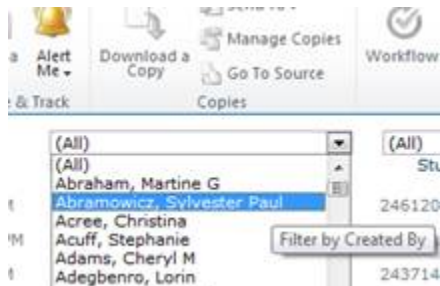 Manage Copies
Alert Me
Download a Copy
Go To Source
Workflow
& Track
Copies
(All)
(All)
(All)
Abraham, Martine G
Abramowicz, Sylvester Paul
246120
Acree, Christina
Acuff, Stephanie
Filter by Created By
Adams, Cheryl M
Adegbenro, Lorin
243714